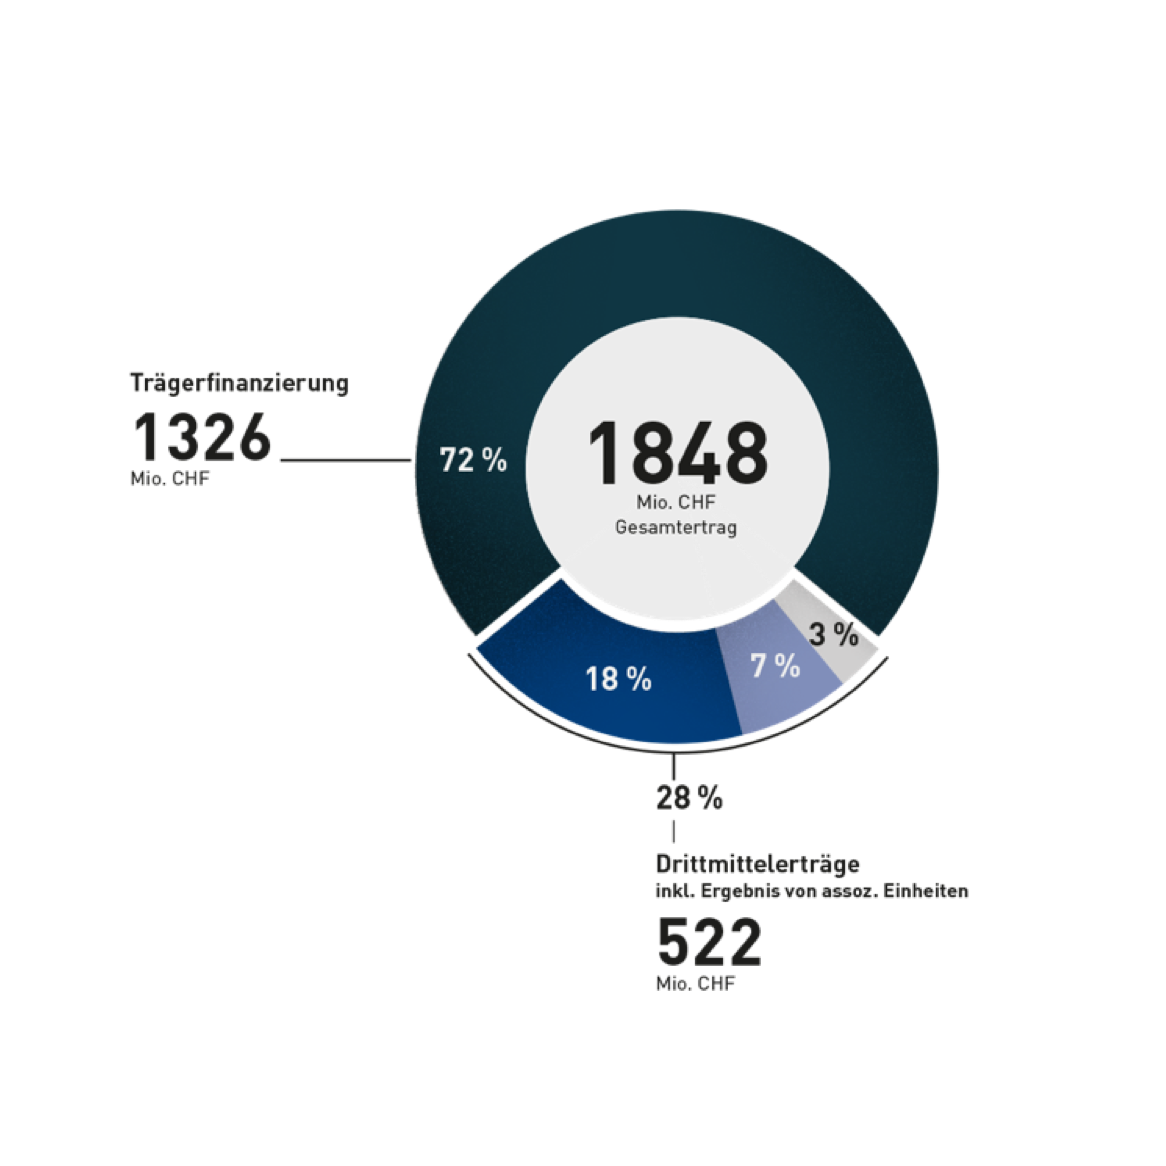 Trägerfinanzierung
1326
Mio. CHF
72 %
1848
Mio. CHF
Gesamtertrag
18 %
7 %
3 %
28 %
Drittmittelerträge
inkl. Ergebnis von assoz. Einheiten
522
Mio. CHF